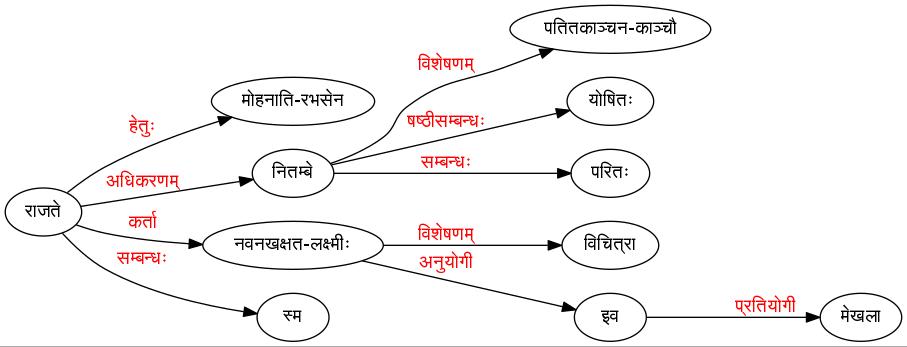 पतितकाञ्चन-काञ्चौ
विशेषणम्
मोहनाति-रभसेन
योषितः
हेतुः
षष्ठीसम्बन्धः
सम्बन्धः
नितम्बे
परितः
अधिकरणम्
राजते
कर्ता
विशेषणम्
नवनखक्षत-लक्ष्मीः
विचित्रा
सम्बन्धः
अनुयोगी
प्रतियोगी
स्म
इव
मेखला